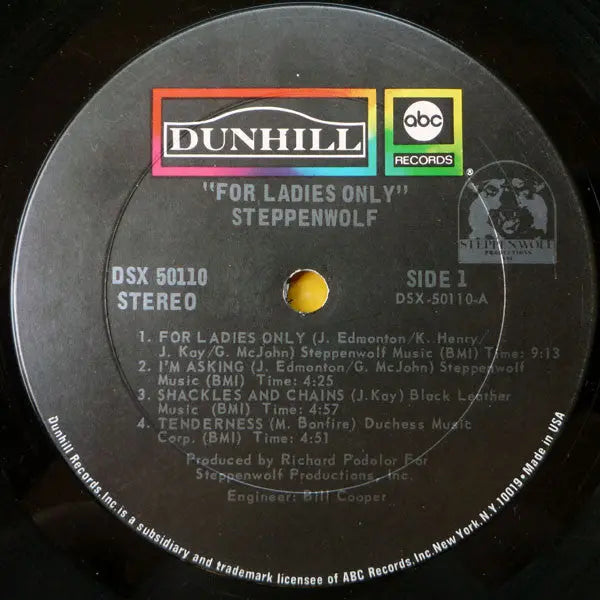 DUNHILL
abc
RECORDS
®
"FOR LADIES ONLY"
STEPPENWOLF
STEPPENWOLF
PRODUCTIONS
INC
DSX 50110
STEREO
SIDE 1
DSX-50110-A
1. FOR LADIES ONLY (J. Edmonton/K. Henry/
J. Kay/G. McJohn) Steppenwolf Music (BMI) Time: 9:13
2. I'M ASKING (J. Edmonton/G. McJohn) Steppenwolf
Music (BMI) Time: 4:25
3. SHACKLES AND CHAINS (J.Kay) Black Leather
Music (BMI) Time: 4:57
4. TENDERNESS (M. Bonfire) Duchess Music
Corp. (BMI) Time: 4:51
Produced by Richard Podolor For
Steppenwolf Productions, Inc.
Engineer: Bill Cooper
Dunhill Records, Inc. is a subsidiary and trademark licensee of ABC Records, Inc. New York, N.Y. 10019 • Made in USA